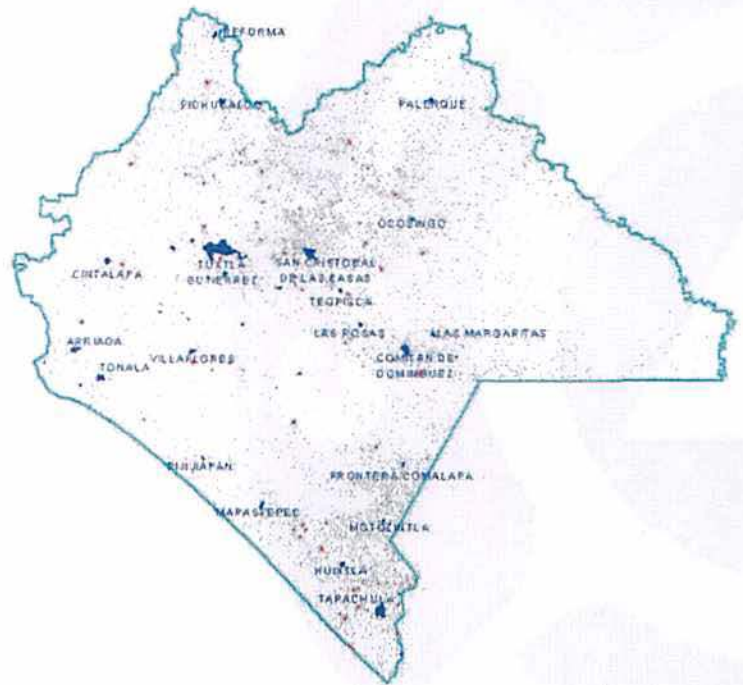 REFORMA
PICHUCALCO
PALENQUE
OCOSINGO
TUXTLA
GUTIERREZ
SAN CRISTOBAL
DE LAS CASAS
CINTALAPA
TEOPISCA
LAS ROSAS
LAS MARGARITAS
ARRIAGA
VILLAFLORES
COMITAN DE
DOMINGUEZ
TONALA
PIJIJIAPAN
FRONTERA COMALAPA
MAPASTEPEC
MOTOZINTLA
HUIXTLA
TAPACHULA